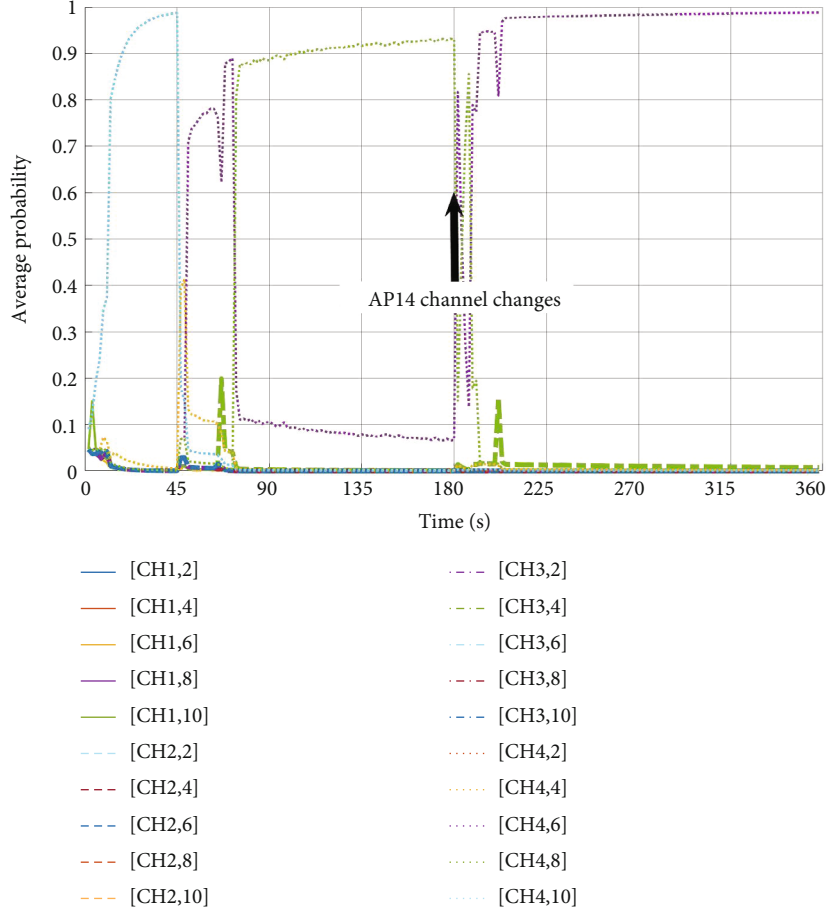 1
0.9
0.8
0.7
0.6
0.5
0.4
0.3
0.2
0.1
0
Average probability
AP14 channel changes
0 45 90 135 180 225 270 315 360
Time (s)
[CH1,2] [CH3,2]
[CH1,4] [CH3,4]
[CH1,6] [CH3,6]
[CH1,8] [CH3,8]
[CH1,10] [CH3,10]
[CH2,2] [CH4,2]
[CH2,4] [CH4,4]
[CH2,6] [CH4,6]
[CH2,8] [CH4,8]
[CH2,10] [CH4,10]